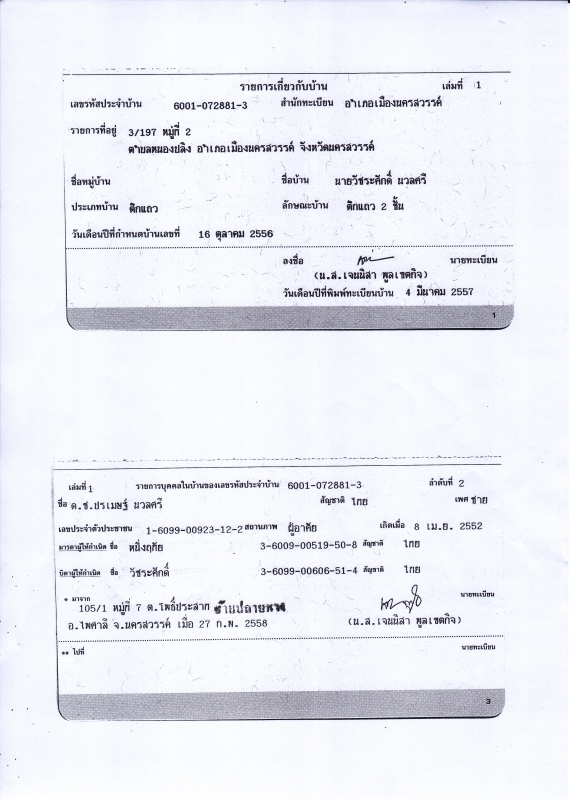 รายการเกี่ยวกับบ้าน เล่มที่ 1
เลขรหัสประจำบ้าน 6001-072881-3 สำนักทะเบียน อำเภอเมืองนครสวรรค์
รายการที่อยู่ 3/197 หมู่ที่ 2
ตำบลหนองปลิง อำเภอเมืองนครสวรรค์ จังหวัดนครสวรรค์
ชื่อหมู่บ้าน ชื่อบ้าน นายวัชระศักดิ์ นวลศรี
ประเภทบ้าน ตึกแถว ลักษณะบ้าน ตึกแถว 2 ชั้น
วันเดือนปีที่กำหนดบ้านเลขที่ 16 ตุลาคม 2556
ลงชื่อ นายทะเบียน
(น.ส.เจนนิสา พูลเขตกิจ)
วันเดือนปีที่พิมพ์ทะเบียนบ้าน 4 มีนาคม 2557
1
เล่มที่ 1 รายการบุคคลในบ้านของเลขรหัสประจำบ้าน 6001-072881-3 ลำดับที่ 2
ชื่อ ด.ช.ปรเมษฐ์ นวลศรี สัญชาติ ไทย เพศ ชาย
เลขประจำตัวประชาชน 1-6099-00923-12-2 สถานภาพ ผู้อาศัย เกิดเมื่อ 8 เม.ย. 2552
มารดาผู้ให้กำเนิด ชื่อ หนึ่งฤทัย 3-6009-00519-50-8 สัญชาติ ไทย
บิดาผู้ให้กำเนิด ชื่อ วัชระศักดิ์ 3-6099-00606-51-4 สัญชาติ ไทย
* มาจาก นายทะเบียน
105/1 หมู่ที่ 7 ต.โพธิ์ประสาท
อ.ไพศาลี จ.นครสวรรค์ เมื่อ 27 ก.พ. 2558 (น.ส.เจนนิสา พูลเขตกิจ)
** ไปที่ นายทะเบียน
3